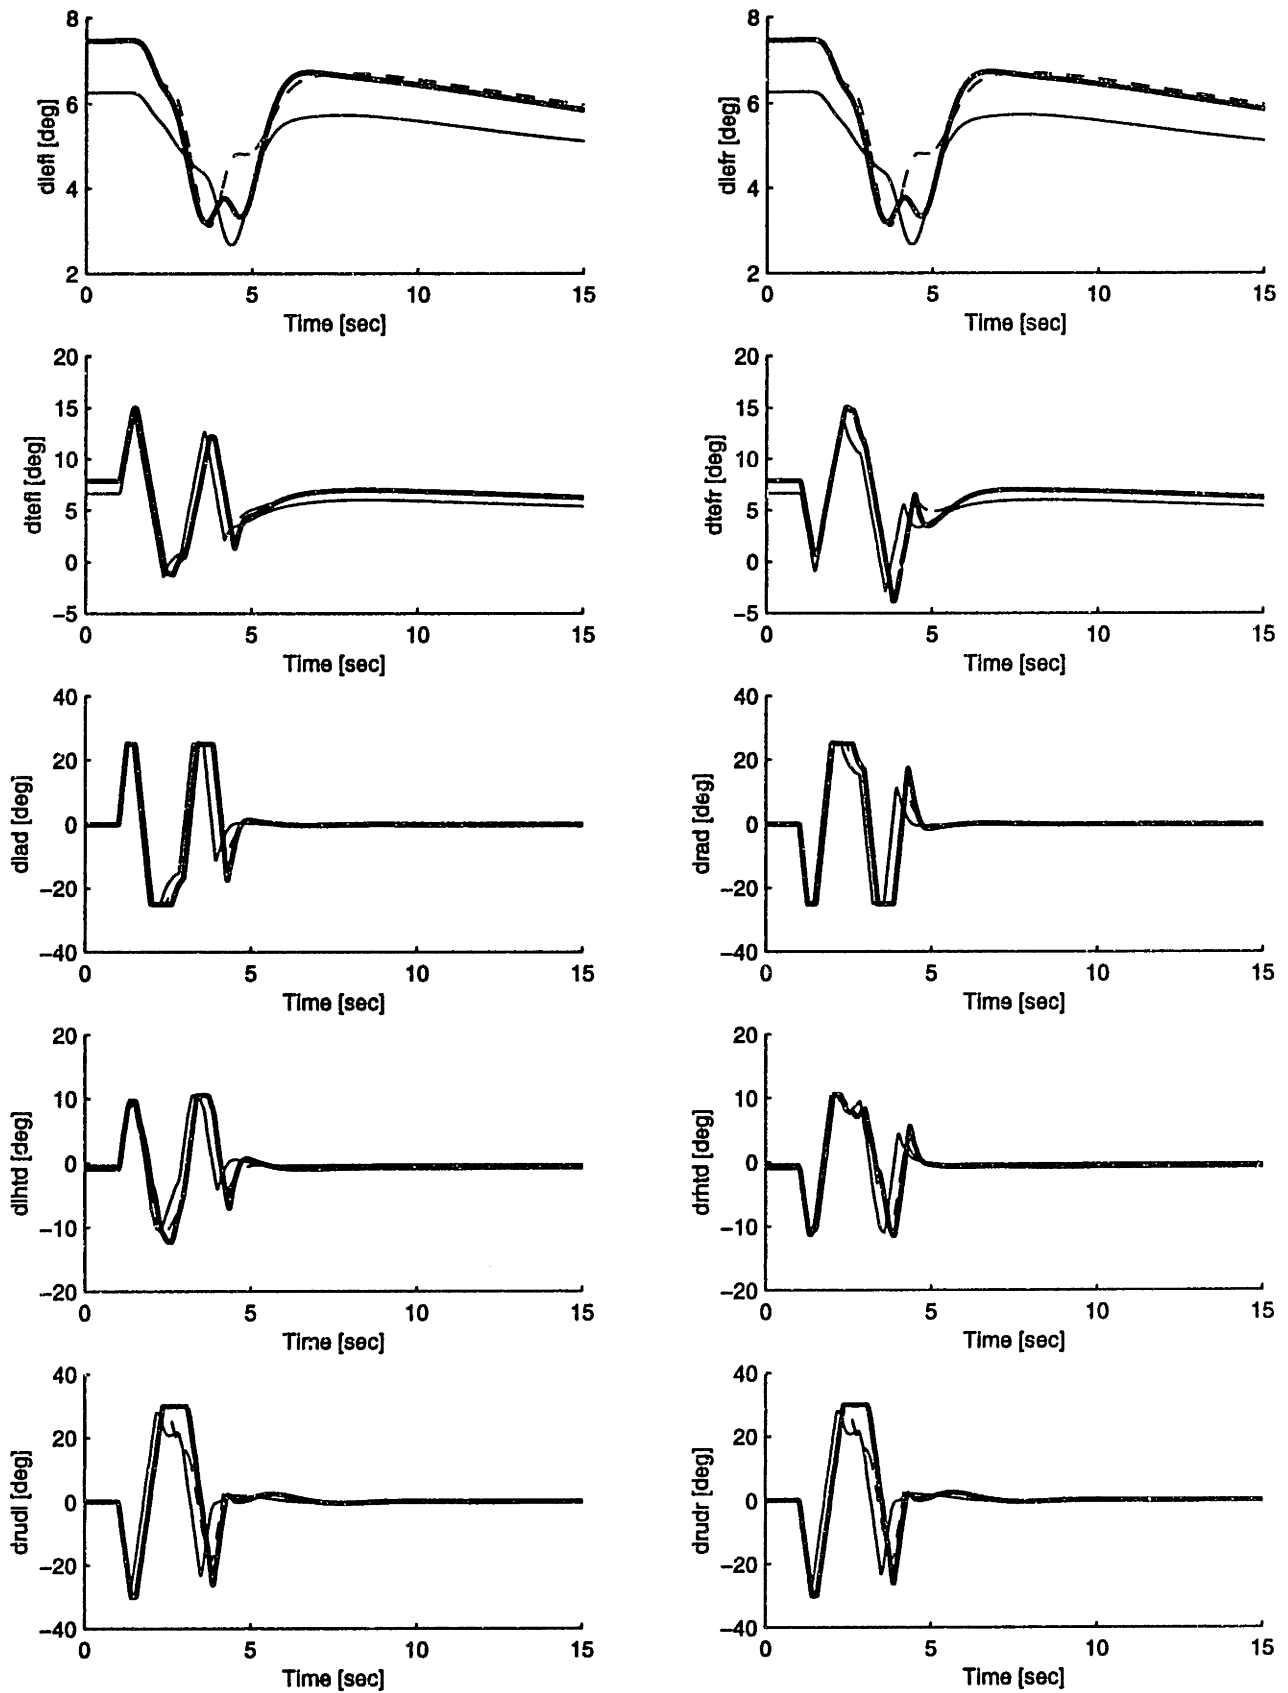 8
6
4
2
dlefl [deg]
0 5 10 15
Time [sec]
8
6
4
2
dlefr [deg]
0 5 10 15
Time [sec]
20
15
10
5
0
−5
dtefl [deg]
0 5 10 15
Time [sec]
20
15
10
5
0
−5
dtefr [deg]
0 5 10 15
Time [sec]
40
20
0
−20
−40
dlad [deg]
0 5 10 15
Time [sec]
40
20
0
−20
−40
drad [deg]
0 5 10 15
Time [sec]
20
10
0
−10
−20
dlhtd [deg]
0 5 10 15
Time [sec]
20
10
0
−10
−20
drhtd [deg]
0 5 10 15
Time [sec]
40
20
0
−20
−40
drudl [deg]
0 5 10 15
Time [sec]
40
20
0
−20
−40
drudr [deg]
0 5 10 15
Time [sec]